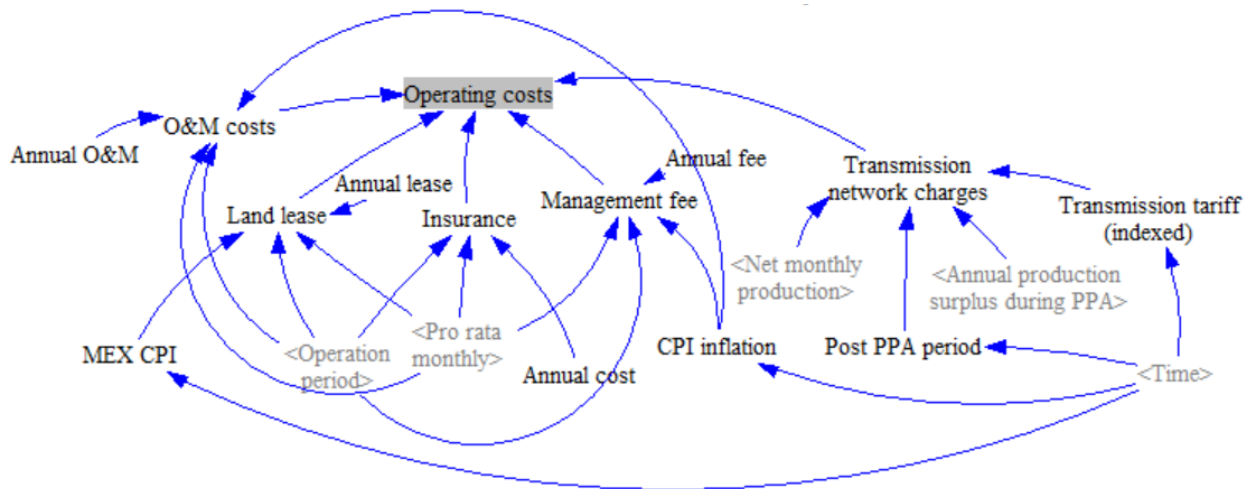 Operating costs
O&M costs
Annual O&M
Annual fee
Transmission
network charges
Annual lease
Management fee
Land lease
Insurance
Transmission tariff
(indexed)
<Net monthly
production>
<Annual production
surplus during PPA>
<Pro rata
monthly>
MEX CPI
<Operation
period>
CPI inflation
Post PPA period
Annual cost
<Time>